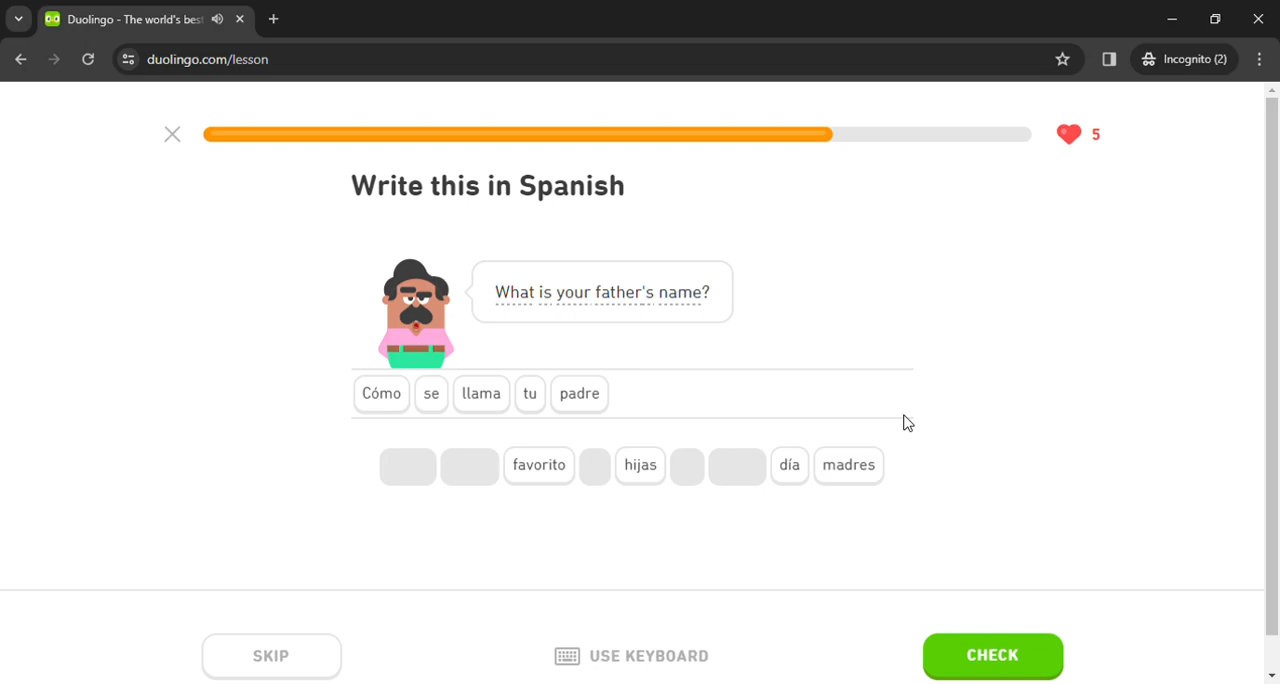 Duolingo - The world's best
duolingo.com/lesson
Incognito (2)
5
Write this in Spanish
What is your father's name?
Cómo se llama tu padre
favorito hijas día madres
SKIP USE KEYBOARD CHECK